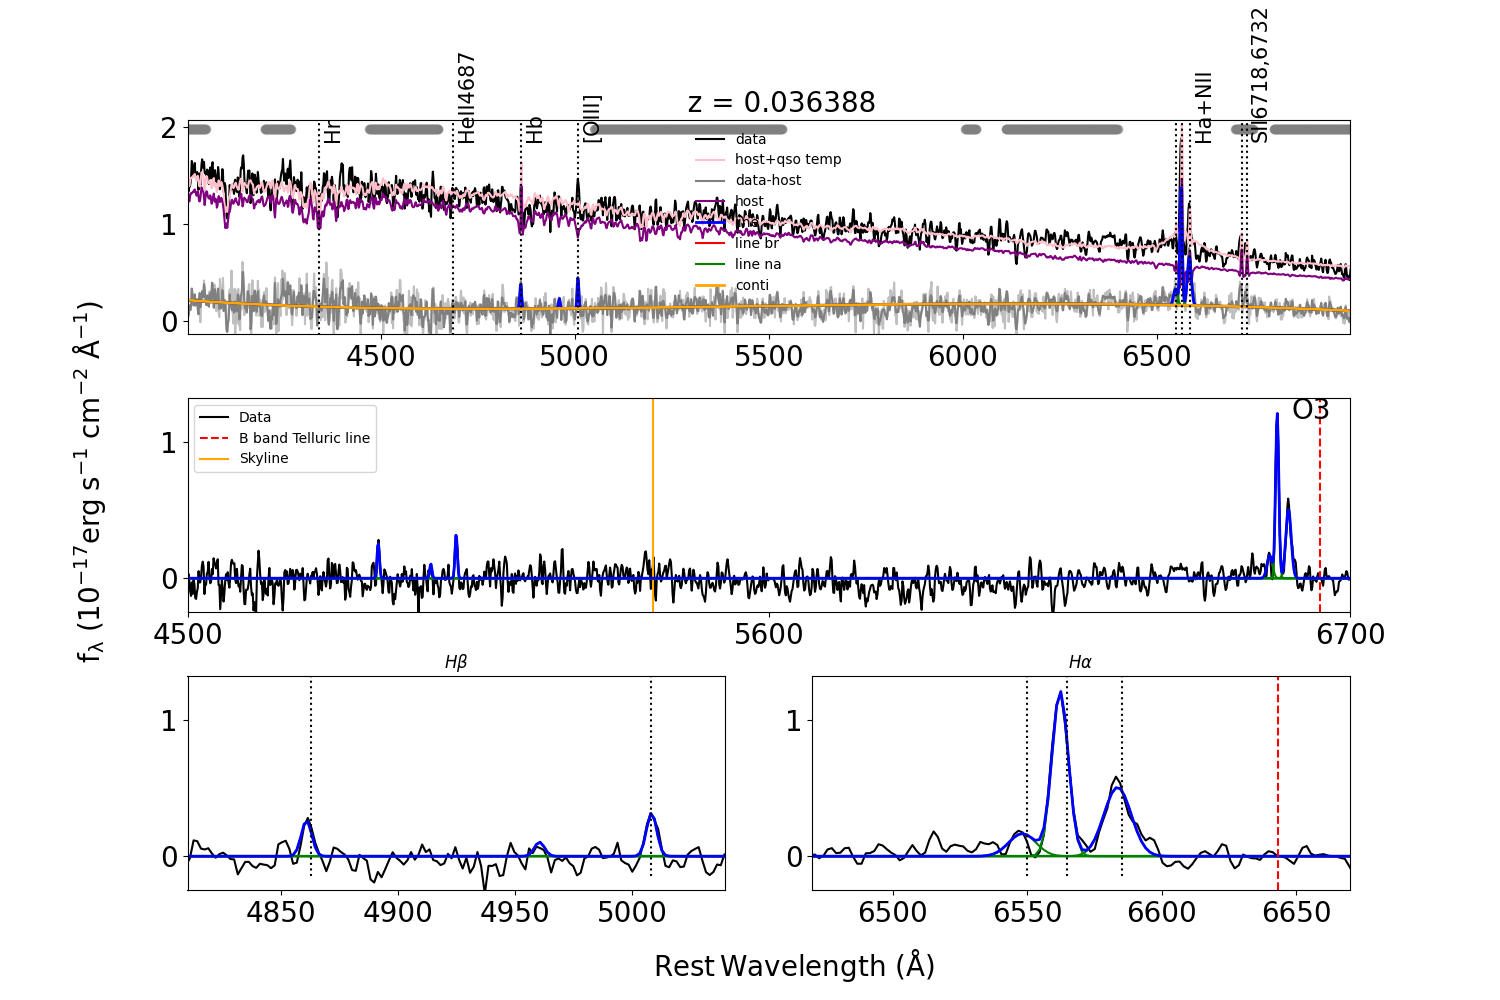 z = 0.036388
Hr
HeII4687
Hb
[OIII]
Ha+NII
SII6718,6732
data
host+qso temp
data-host
host
line br
line na
conti
2
1
0
4500
5000
5500
6000
6500
Data
B band Telluric line
Skyline
O3
1
0
4500
5600
6700
fλ (10⁻¹⁷erg s⁻¹ cm⁻² Å⁻¹)
Hβ
1
0
4850
4900
4950
5000
Hα
1
0
6500
6550
6600
6650
Rest Wavelength (Å)